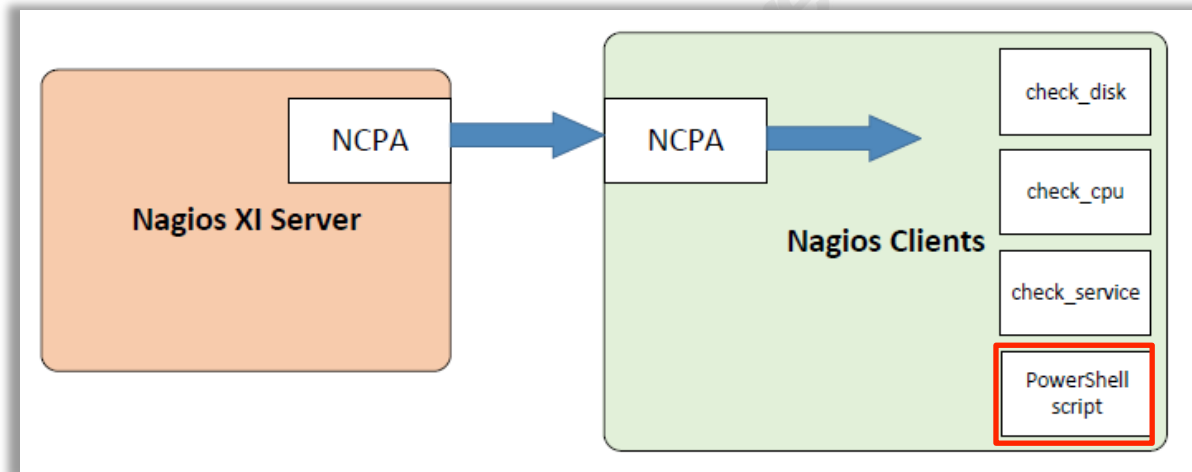 NCPA
Nagios XI Server
NCPA
Nagios Clients
check_disk
check_cpu
check_service
PowerShell
script